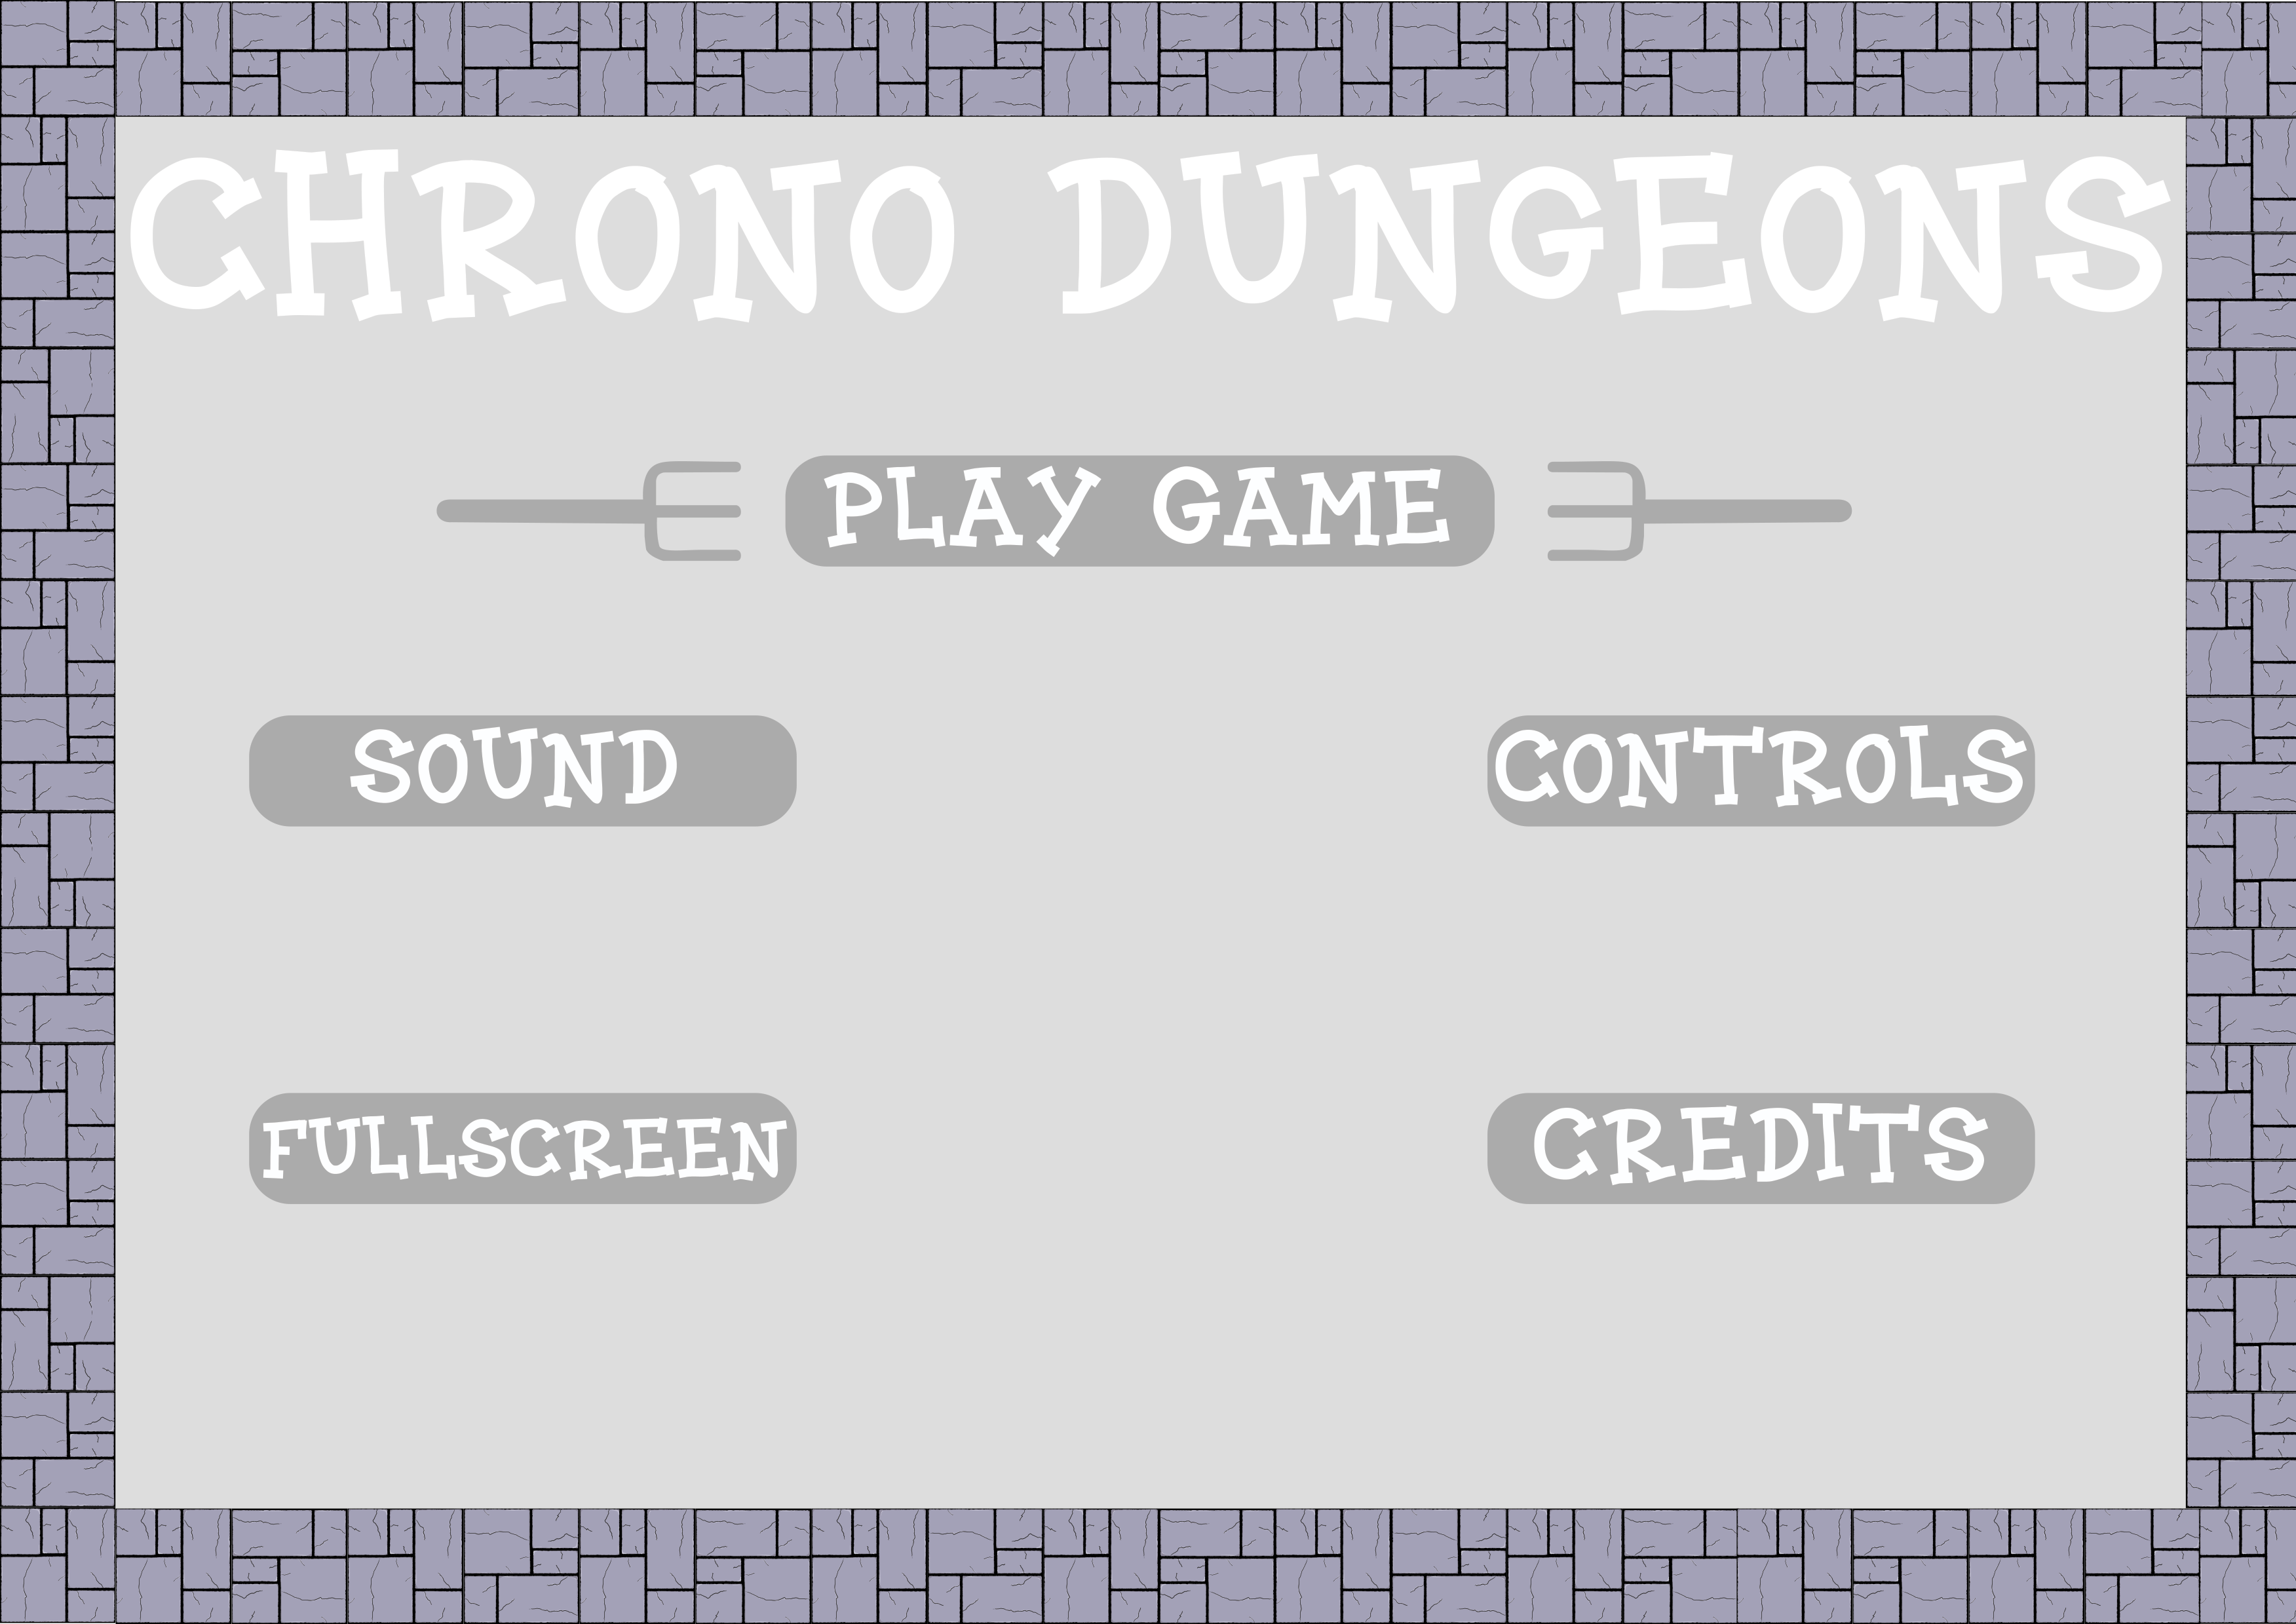 CHRONO DUNGEONS
PLAY GAME
SOUND
CONTROLS
FULLSCREEN
CREDITS